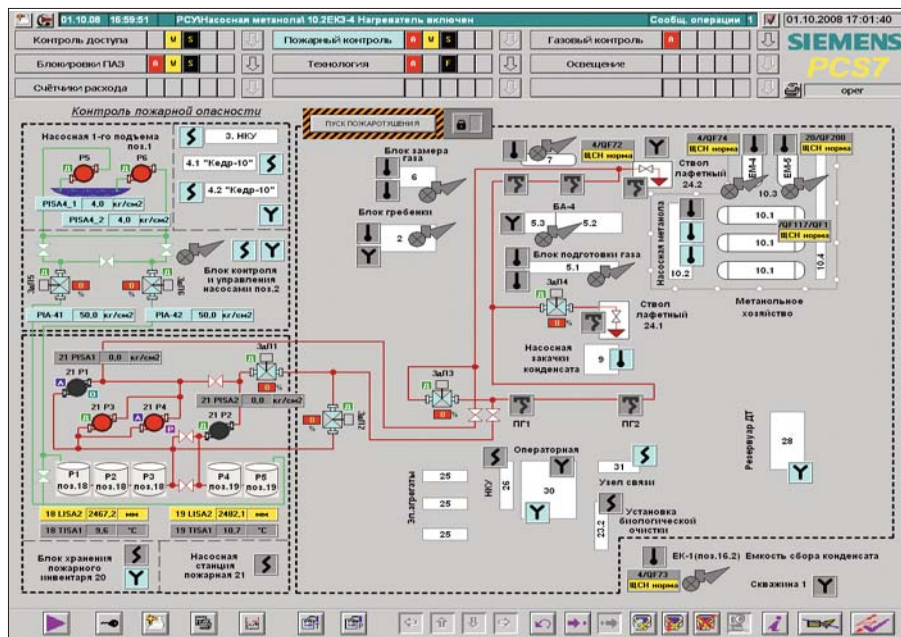 01.10.08 16:59:51 РСУ\Насосная метанола\ 10.2ЕК3-4 Нагреватель включен Сообщ. операции 1 01.10.2008 17:01:40
Контроль доступа W S Пожарный контроль A W S Газовый контроль A
Блокировки ПАЗ A W S Технология A F Освещение
Счётчики расхода
SIEMENS
PCS7
oper
Контроль пожарной опасности
ПУСК ПОЖАРОТУШЕНИЯ
Насосная 1-го подъема
поз.1
P5 P6
Д Д
3. НКУ
4.1 "Кедр-10"
4.2 "Кедр-10"
PISA4_1 4,0 кг/см2
PISA4_2 4,0 кг/см2
Блок контроля
и управления
насосами поз.2
Д Д
0 % 0 %
PIA-41 50,0 кг/см2 PIA-42 50,0 кг/см2
21 PISA1 0,0 кг/см2
ЗдЛ1
21 P1
А О
21 P3 21 P4
21 PISA2 0,0 кг/см2
21 P2
P1 P2 P3 P4 P5
поз.18 поз.18 поз.18 поз.19 поз.19
18 LISA2 2467,2 мм 19 LISA2 2482,1 мм
18 TISA1 9,6 °C 19 TISA1 10,7 °C
Блок хранения
пожарного
инвентаря 20
Насосная
станция
пожарная 21
Блок замера
газа
6
Блок гребенки
2
7
4/QF72
ЩСН норма
Ствол
лафетный
24.2
4/QF74
ЩСН норма
20/QF200
ЩСН норма
ЕМ-4 ЕМ-5
10.3
БА-4
5.3 5.2
Блок подготовки газа
5.1
Насосная метанола
10.2
10.1
/QF117/QF1
ЩСН норма
10.1
10.1
10.4
Метанольное
хозяйство
ЗдЛ4
Д
0 %
Ствол
лафетный
24.1
Насосная
закачки
конденсата
9
ЗдЛ3
Д
0 %
ПГ1 ПГ2
Эл.агрегаты
25
25
25
НКУ
26
Операторная
30
31
Узел связи
Установка
биологической
очистки
23.2
Резервуар ДТ
28
ЕК-1(поз.16.2) Емкость сбора конденсата
4/QF73
ЩСН норма
Скважина 1